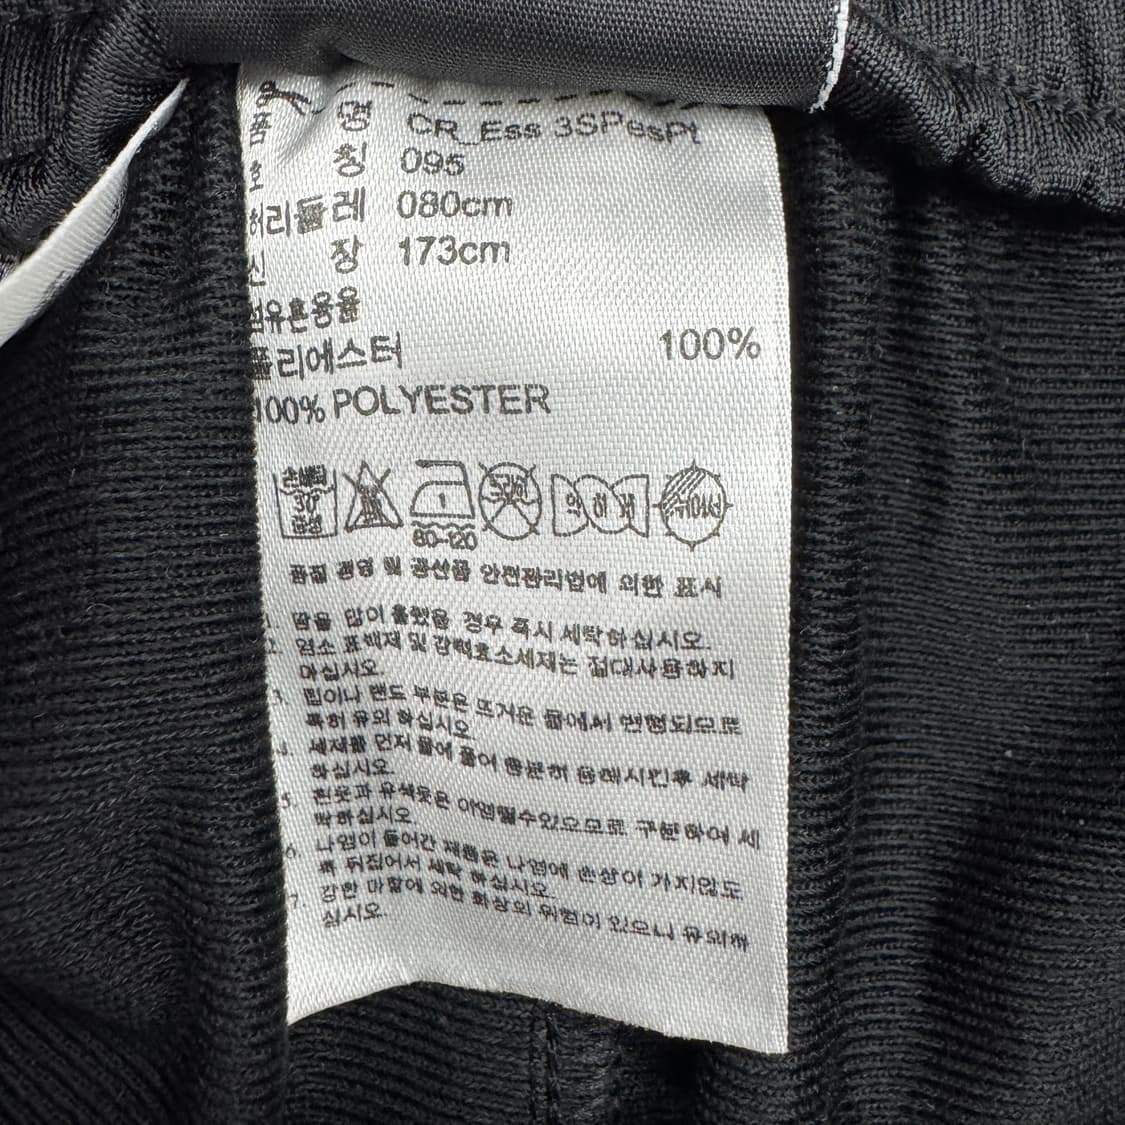 품 명 CR_Ess 3SPesPt
호 칭 095
허리둘레 080cm
신 장 173cm
섬유혼용율
폴리에스터 100%
100% POLYESTER
손세탁 30 중성
1
80-120
드라이
약하게
뉘어서
품질 경영 및 공산품 안전관리법에 의한 표시
1. 땀을 많이 흘렸을 경우 즉시 세탁하십시오.
2. 염소 표백제 및 강력효소세제는 절대사용하지
마십시오.
3. 립이나 밴드 부분은 뜨거운 물에서 변형되므로
특히 유의 하십시오
4. 세제를 먼저 물에 풀어 충분히 용해시킨후 세탁
하십시오.
5. 흰옷과 유색옷은 이염될수있으므로 구분하여 세
탁하십시오
6. 나염이 들어간 제품은 나염에 손상이 가지않도
록 뒤집어서 세탁 하십시오.
7. 강한 마찰에 의한 화상의 위험이 있으니 유의하
십시오.